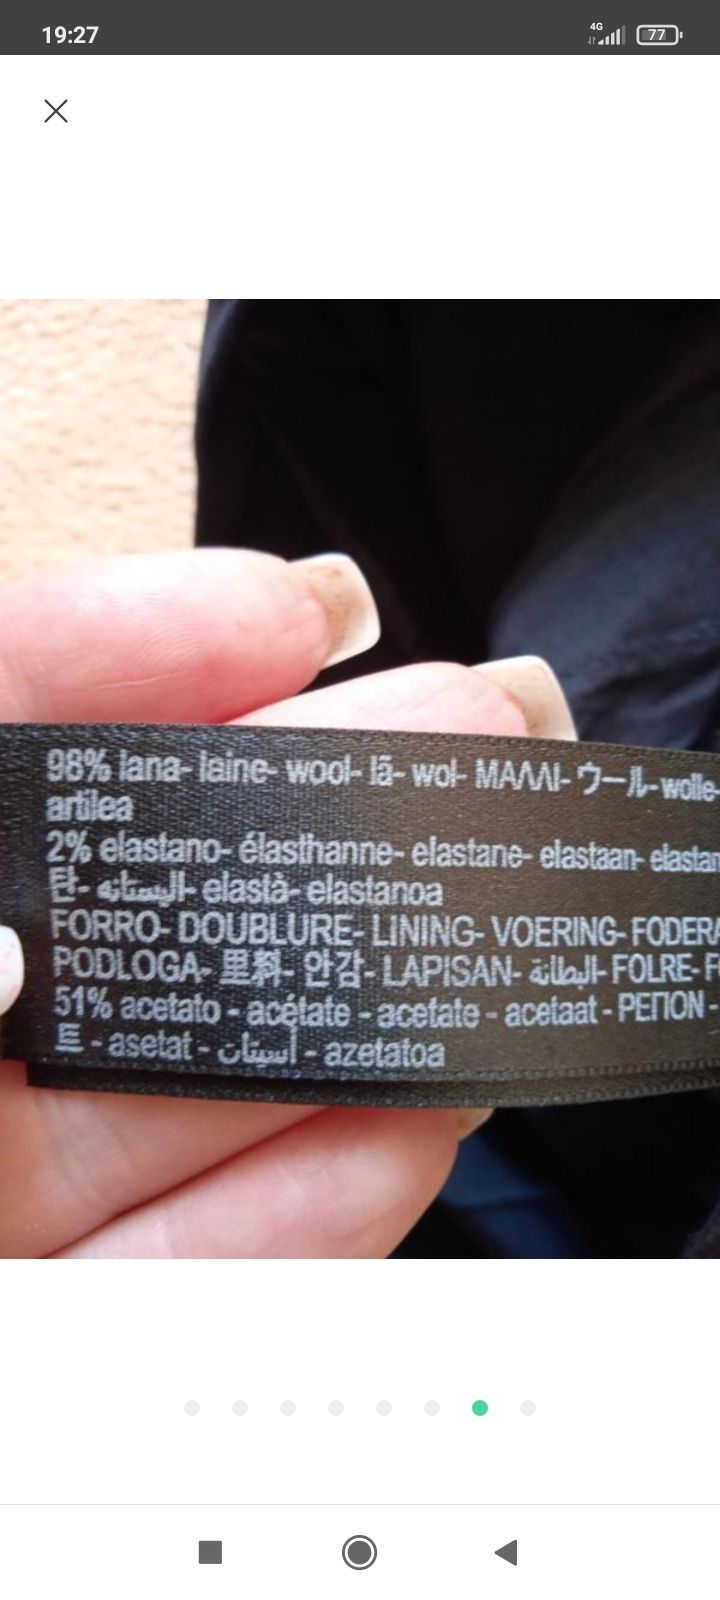 19:27
4G
77
98% lana- laine- wool- lã- wol- ΜΑΛΛΙ- ウール- wolle-
artilea
2% elastano- élasthanne- elastane- elastaan- elastan
탄- اليستانه- elastà- elastanoa
FORRO- DOUBLURE- LINING- VOERING- FODERA
PODLOGA- 里料- 안감- LAPISAN- البطانة- FOLRE- F
51% acetato - acétate - acetate - acetaat - ΡΕΠΟΝ -
트 - asetat - أسيتات - azetatoa